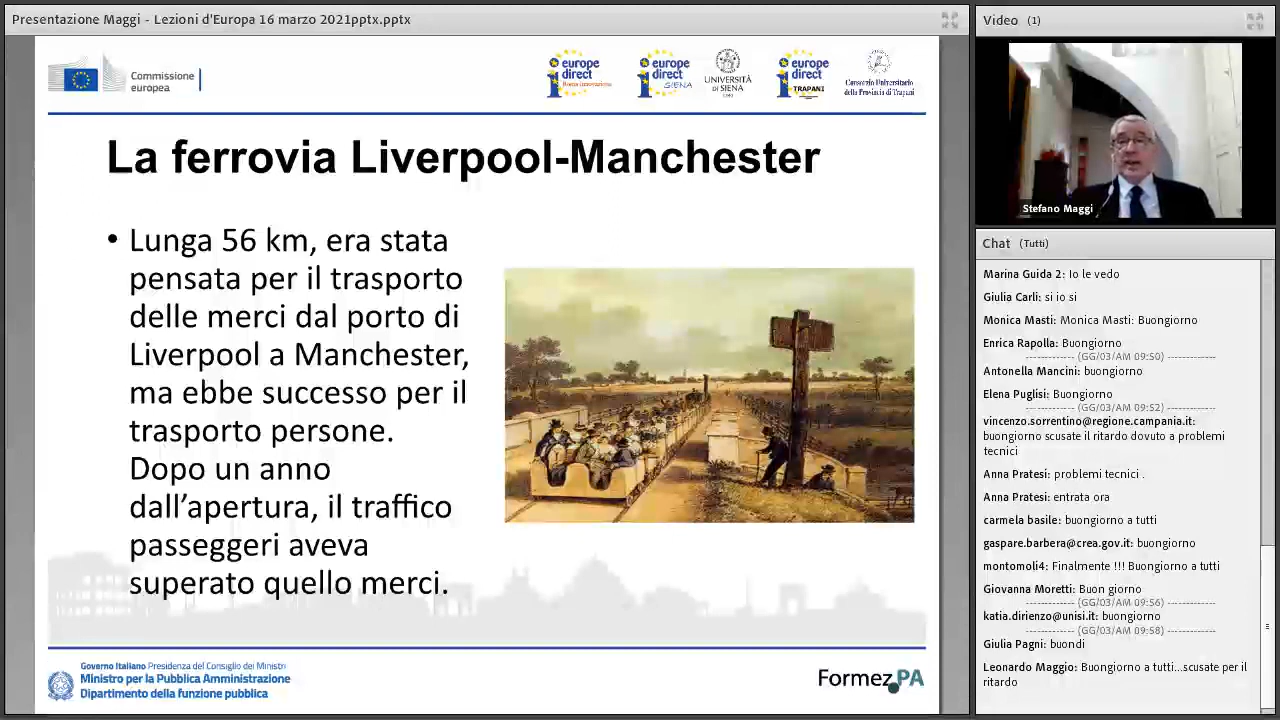 Presentazione Maggi - Lezioni d'Europa 16 marzo 2021pptx.pptx
Commissione
europea
europe
direct
Roma Innovazione
europe
direct
SIENA
UNIVERSITÀ
DI SIENA
1240
europe
direct
TRAPANI
Consorzio Universitario
della Provincia di Trapani
La ferrovia Liverpool-Manchester
• Lunga 56 km, era stata
pensata per il trasporto
delle merci dal porto di
Liverpool a Manchester,
ma ebbe successo per il
trasporto persone.
Dopo un anno
dall’apertura, il traffico
passeggeri aveva
superato quello merci.
Governo Italiano Presidenza del Consiglio dei Ministri
Ministro per la Pubblica Amministrazione
Dipartimento della funzione pubblica
Formez PA
Video (1)
Stefano Maggi
Chat (Tutti)
Marina Guida 2: Io le vedo
Giulia Carli: si io si
Monica Masti: Monica Masti: Buongiorno
Enrica Rapolla: Buongiorno
------------ (GG/03/AM 09:50) ------------
Antonella Mancini: buongiorno
Elena Puglisi: Buongiorno
------------ (GG/03/AM 09:52) ------------
vincenzo.sorrentino@regione.campania.it:
buongiorno scusate il ritardo dovuto a problemi
tecnici
Anna Pratesi: problemi tecnici .
Anna Pratesi: entrata ora
carmela basile: buongiorno a tutti
gaspare.barbera@crea.gov.it: buongiorno
montomoli4: Finalmente !!! Buongiorno a tutti
Giovanna Moretti: Buon giorno
------------ (GG/03/AM 09:56) ------------
katia.dirienzo@unisi.it: buongiorno
------------ (GG/03/AM 09:58) ------------
Giulia Pagni: buondi
Leonardo Maggio: Buongiorno a tutti...scusate per il
ritardo